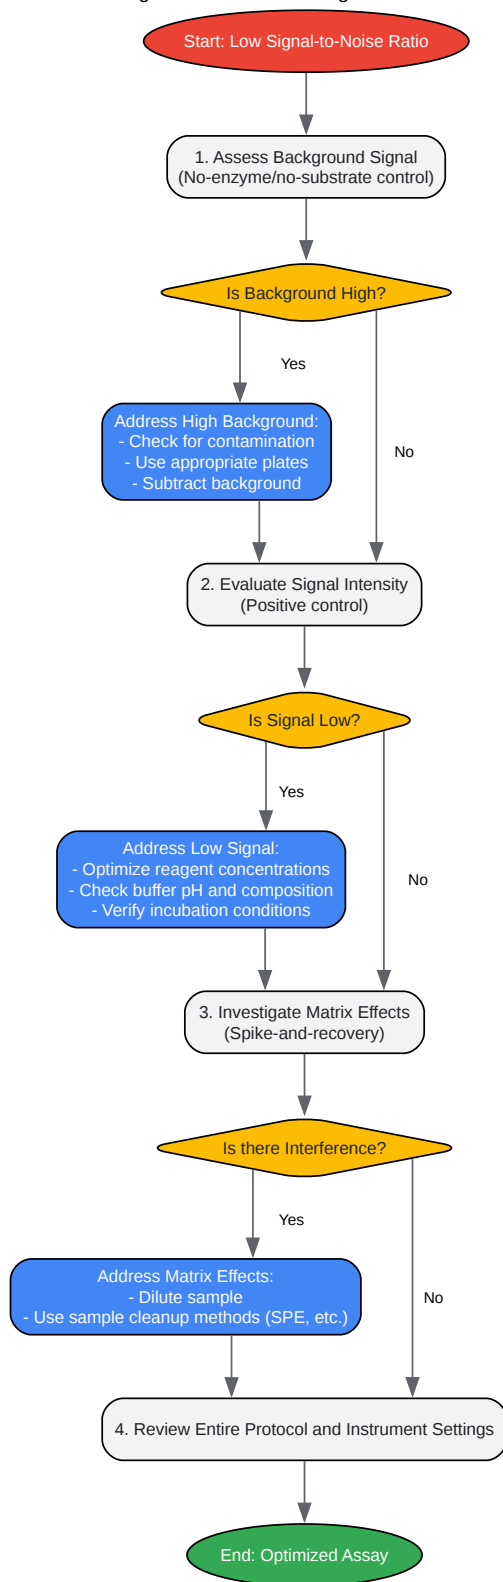 Start: Low Signal-to-Noise Ratio
1. Assess Background Signal
(No-enzyme/no-substrate control)
Is Background High?
Yes
Address High Background:
- Check for contamination
- Use appropriate plates
- Subtract background
No
2. Evaluate Signal Intensity
(Positive control)
Is Signal Low?
Yes
Address Low Signal:
- Optimize reagent concentrations
- Check buffer pH and composition
- Verify incubation conditions
No
3. Investigate Matrix Effects
(Spike-and-recovery)
Is there Interference?
Yes
Address Matrix Effects:
- Dilute sample
- Use sample cleanup methods (SPE, etc.)
No
4. Review Entire Protocol and Instrument Settings
End: Optimized Assay